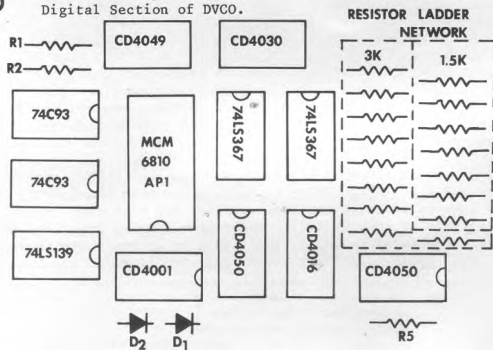 Digital Section of DVCO.
RESISTOR LADDER
NETWORK
R1
R2
CD4049
CD4030
3K
1.5K
74C93
MCM
6810
AP1
74LS367
74LS367
74C93
74LS139
CD4001
CD4050
CD4016
CD4050
D2
D1
R5